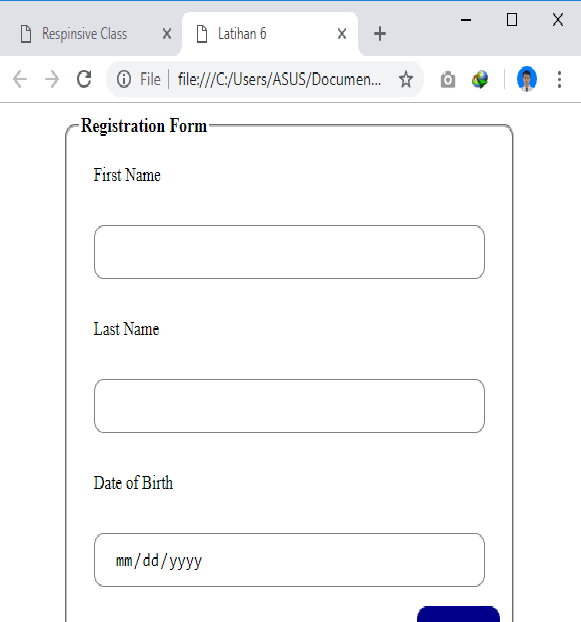 Respinsive Class
Latihan 6
File
file:///C:/Users/ASUS/Documen...
Registration Form
First Name
Last Name
Date of Birth
mm/dd/yyyy